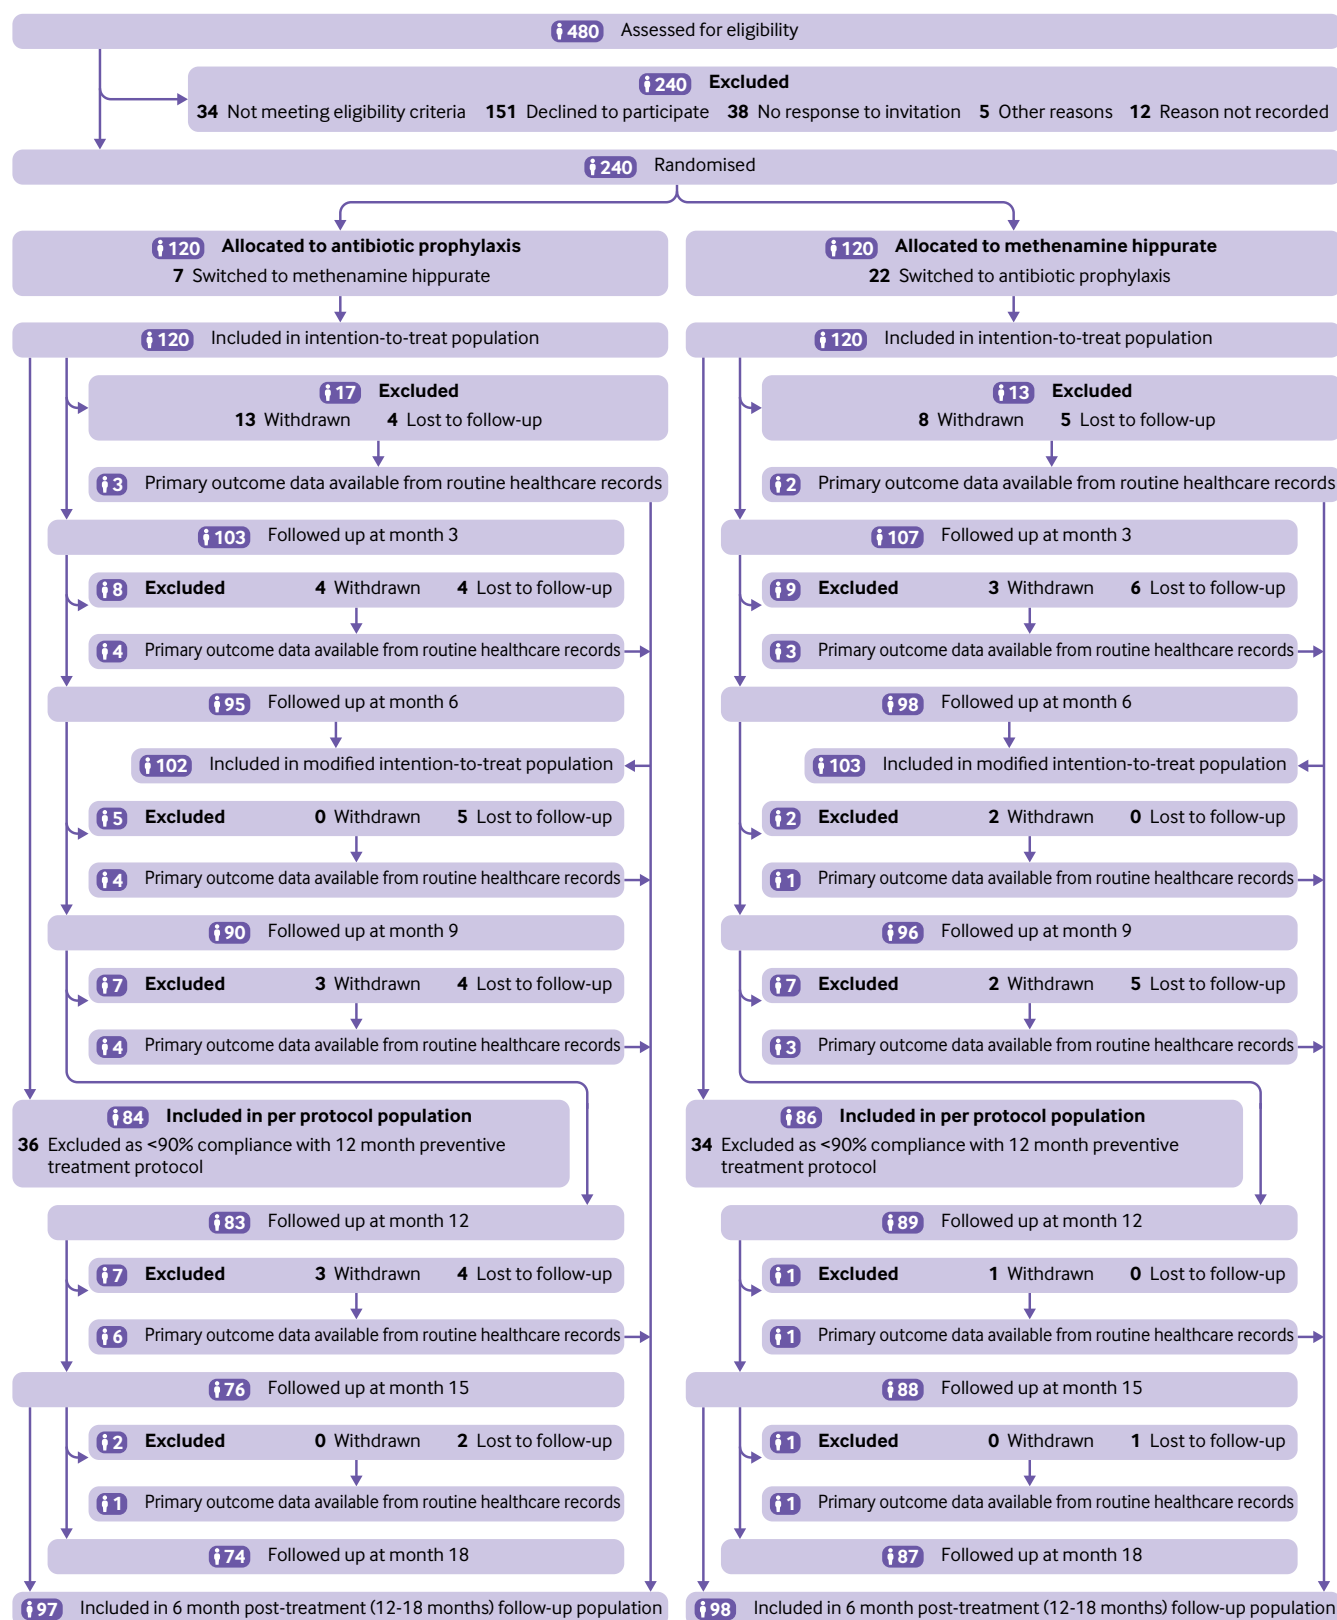 480 Assessed for eligibility
240 Excluded
34 Not meeting eligibility criteria 151 Declined to participate 38 No response to invitation 5 Other reasons 12 Reason not recorded
240 Randomised
120 Allocated to antibiotic prophylaxis
7 Switched to methenamine hippurate
120 Included in intention-to-treat population
17 Excluded
13 Withdrawn 4 Lost to follow-up
3 Primary outcome data available from routine healthcare records
103 Followed up at month 3
8 Excluded 4 Withdrawn 4 Lost to follow-up
4 Primary outcome data available from routine healthcare records
95 Followed up at month 6
102 Included in modified intention-to-treat population
5 Excluded 0 Withdrawn 5 Lost to follow-up
4 Primary outcome data available from routine healthcare records
90 Followed up at month 9
7 Excluded 3 Withdrawn 4 Lost to follow-up
4 Primary outcome data available from routine healthcare records
84 Included in per protocol population
36 Excluded as <90% compliance with 12 month preventive
treatment protocol
83 Followed up at month 12
7 Excluded 3 Withdrawn 4 Lost to follow-up
6 Primary outcome data available from routine healthcare records
76 Followed up at month 15
2 Excluded 0 Withdrawn 2 Lost to follow-up
1 Primary outcome data available from routine healthcare records
74 Followed up at month 18
97 Included in 6 month post-treatment (12-18 months) follow-up population
120 Allocated to methenamine hippurate
22 Switched to antibiotic prophylaxis
120 Included in intention-to-treat population
13 Excluded
8 Withdrawn 5 Lost to follow-up
2 Primary outcome data available from routine healthcare records
107 Followed up at month 3
9 Excluded 3 Withdrawn 6 Lost to follow-up
3 Primary outcome data available from routine healthcare records
98 Followed up at month 6
103 Included in modified intention-to-treat population
2 Excluded 2 Withdrawn 0 Lost to follow-up
1 Primary outcome data available from routine healthcare records
96 Followed up at month 9
7 Excluded 2 Withdrawn 5 Lost to follow-up
3 Primary outcome data available from routine healthcare records
86 Included in per protocol population
34 Excluded as <90% compliance with 12 month preventive
treatment protocol
89 Followed up at month 12
1 Excluded 1 Withdrawn 0 Lost to follow-up
1 Primary outcome data available from routine healthcare records
88 Followed up at month 15
1 Excluded 0 Withdrawn 1 Lost to follow-up
1 Primary outcome data available from routine healthcare records
87 Followed up at month 18
98 Included in 6 month post-treatment (12-18 months) follow-up population